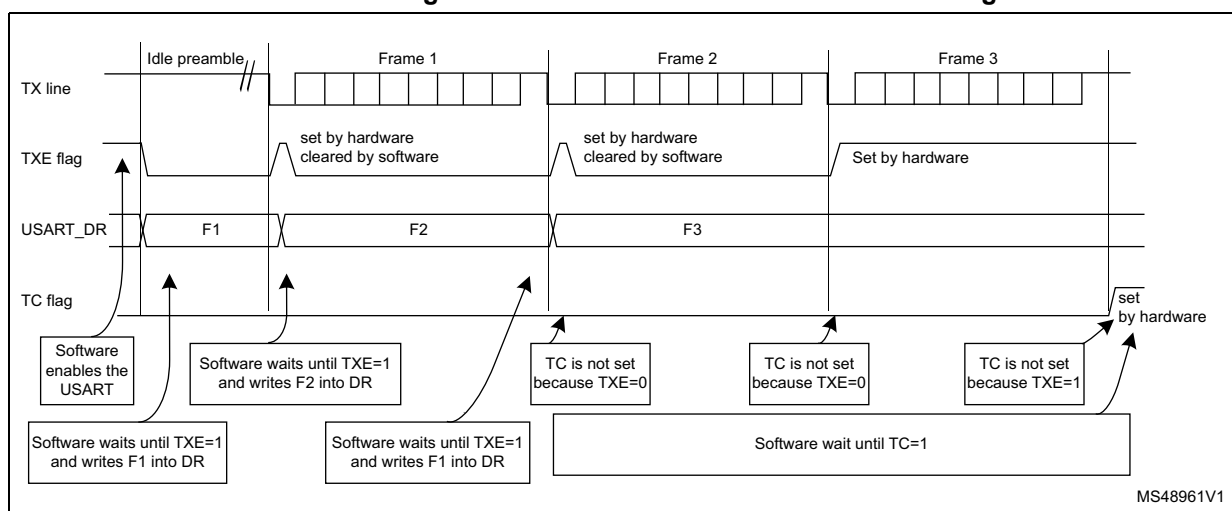 Idle preamble
Frame 1
Frame 2
Frame 3
TX line
TXE flag
set by hardware
cleared by software
set by hardware
cleared by software
Set by hardware
USART_DR
F1
F2
F3
TC flag
set
by hardware
Software
enables the
USART
Software waits until TXE=1
and writes F2 into DR
TC is not set
because TXE=0
TC is not set
because TXE=0
TC is not set
because TXE=1
Software waits until TXE=1
and writes F1 into DR
Software waits until TXE=1
and writes F1 into DR
Software wait until TC=1
MS48961V1